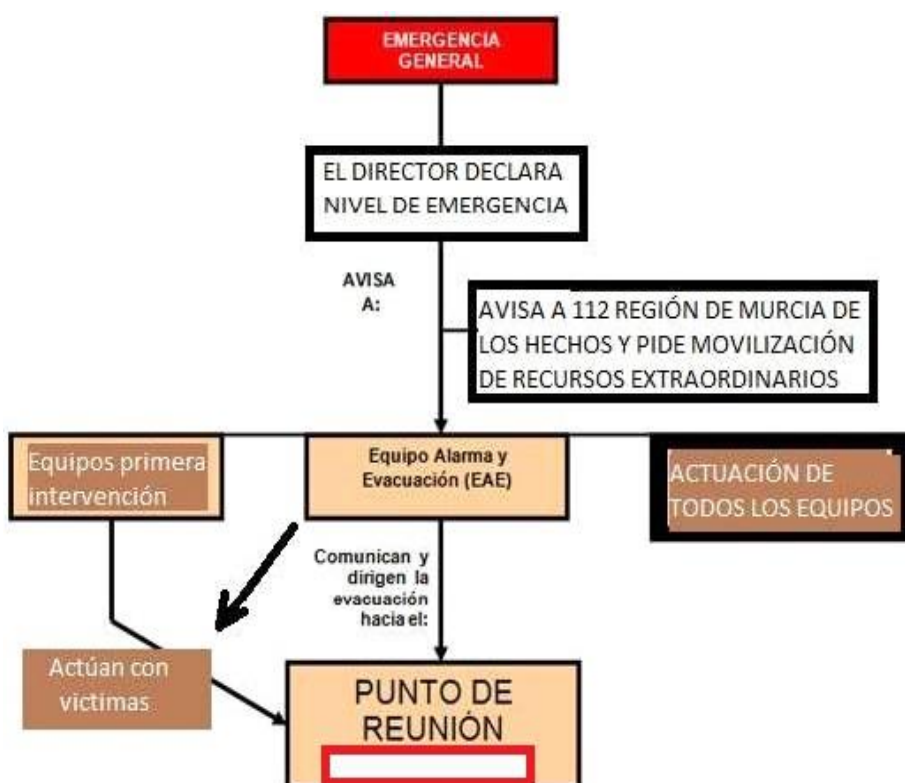 EMERGENCIA
GENERAL
EL DIRECTOR DECLARA
NIVEL DE EMERGENCIA
AVISA
A:
AVISA A 112 REGIÓN DE MURCIA DE
LOS HECHOS Y PIDE MOVILIZACIÓN
DE RECURSOS EXTRAORDINARIOS
Equipos primera
intervención
Equipo Alarma y
Evacuación (EAE)
ACTUACIÓN DE
TODOS LOS EQUIPOS
Comunican y
dirigen la
evacuación
hacia el:
Actúan con
victimas
PUNTO DE
REUNIÓN